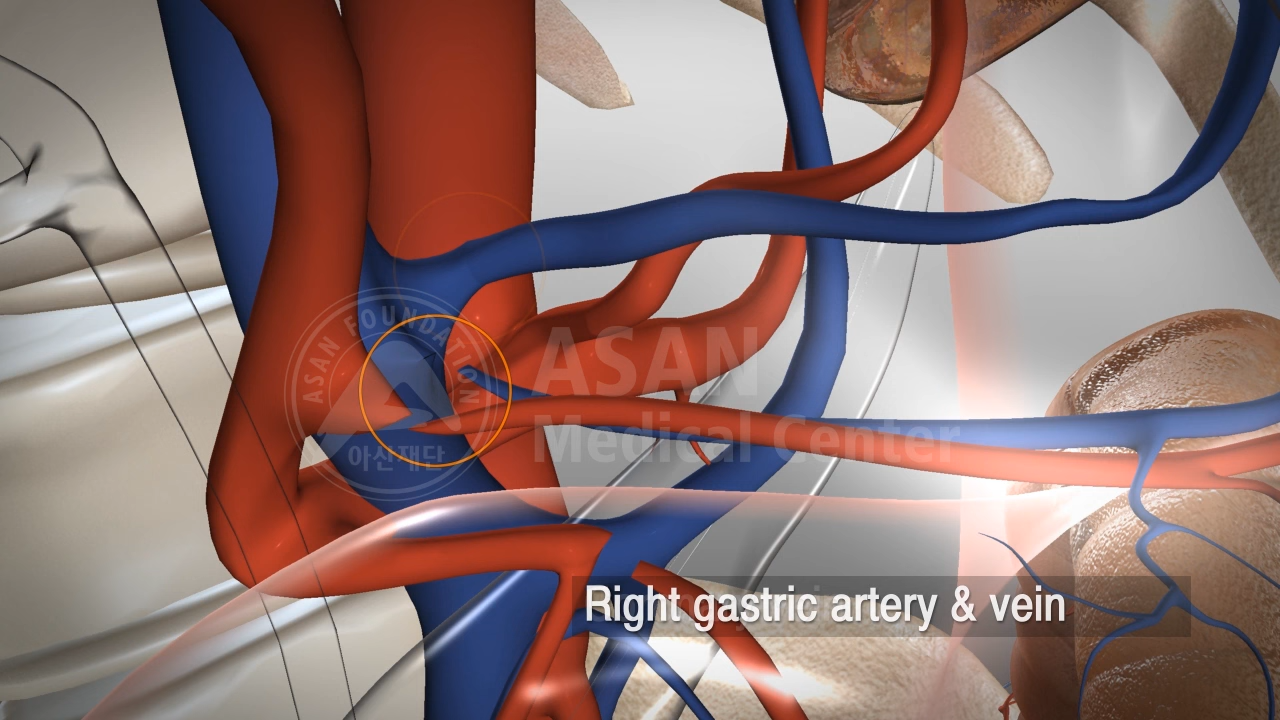 ASAN FOUNDATION
아산재단
ASAN
Medical Center
Right gastric artery & vein